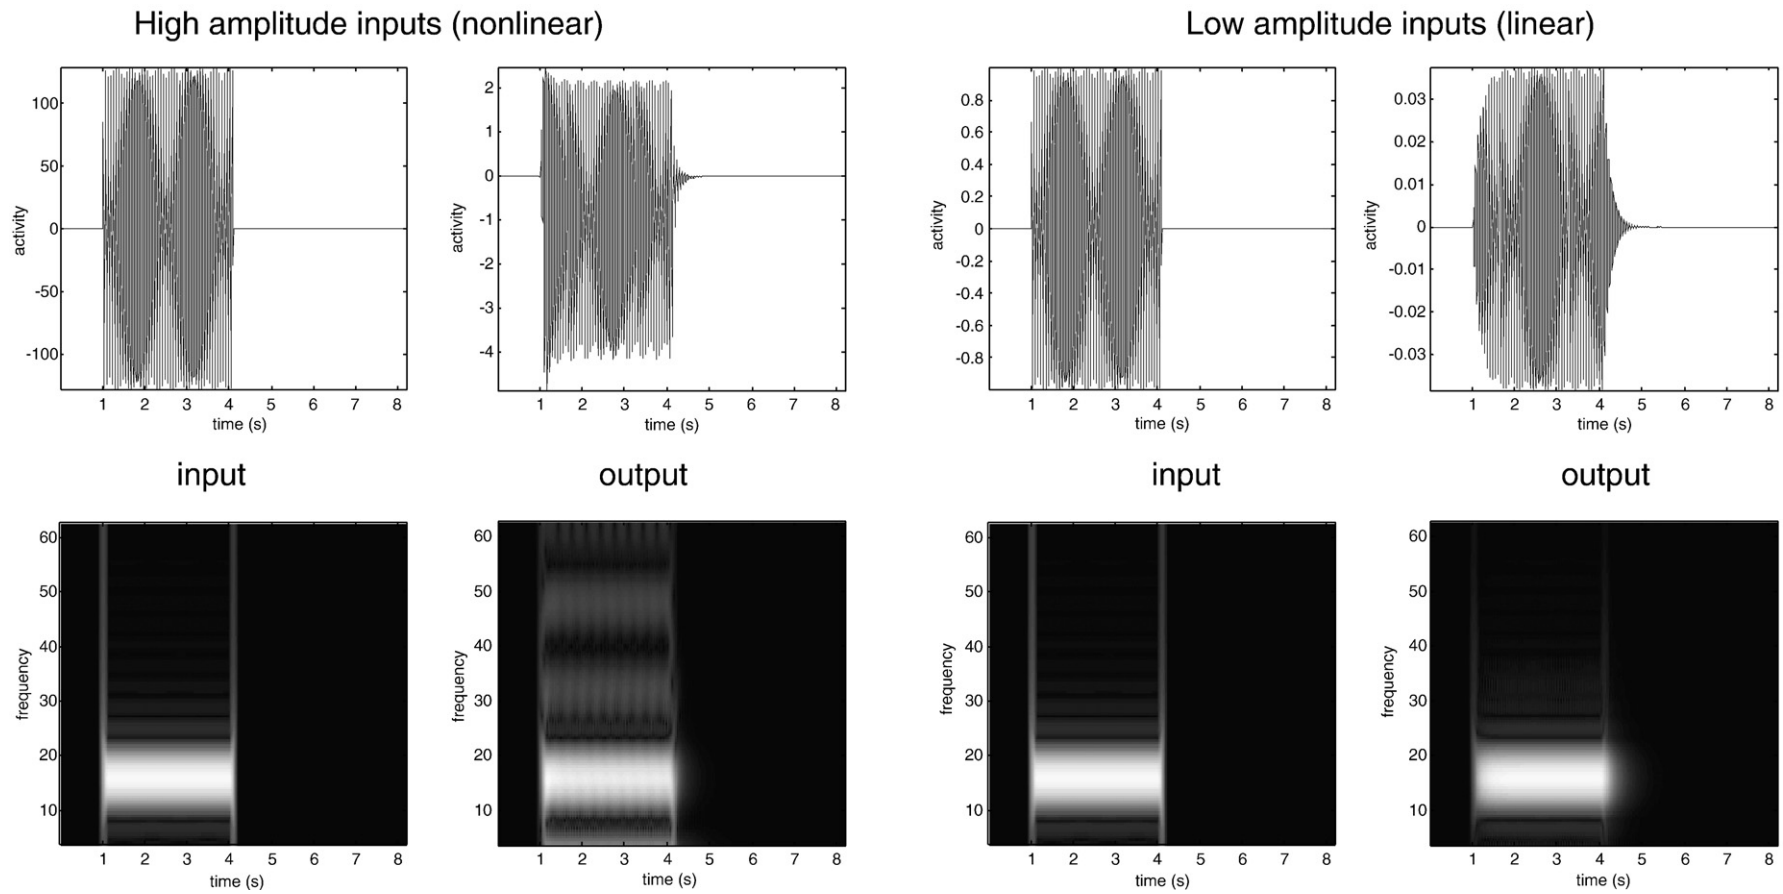 High amplitude inputs (nonlinear)
Low amplitude inputs (linear)
100
50
0
-50
-100
activity
1 2 3 4 5 6 7 8
time (s)
2
1
0
-1
-2
-3
-4
activity
1 2 3 4 5 6 7 8
time (s)
0.8
0.6
0.4
0.2
0
-0.2
-0.4
-0.6
-0.8
activity
1 2 3 4 5 6 7 8
time (s)
0.03
0.02
0.01
0
-0.01
-0.02
-0.03
activity
1 2 3 4 5 6 7 8
time (s)
input
output
input
output
60
50
40
30
20
10
frequency
1 2 3 4 5 6 7 8
time (s)
60
50
40
30
20
10
frequency
1 2 3 4 5 6 7 8
time (s)
60
50
40
30
20
10
frequency
1 2 3 4 5 6 7 8
time (s)
60
50
40
30
20
10
frequency
1 2 3 4 5 6 7 8
time (s)